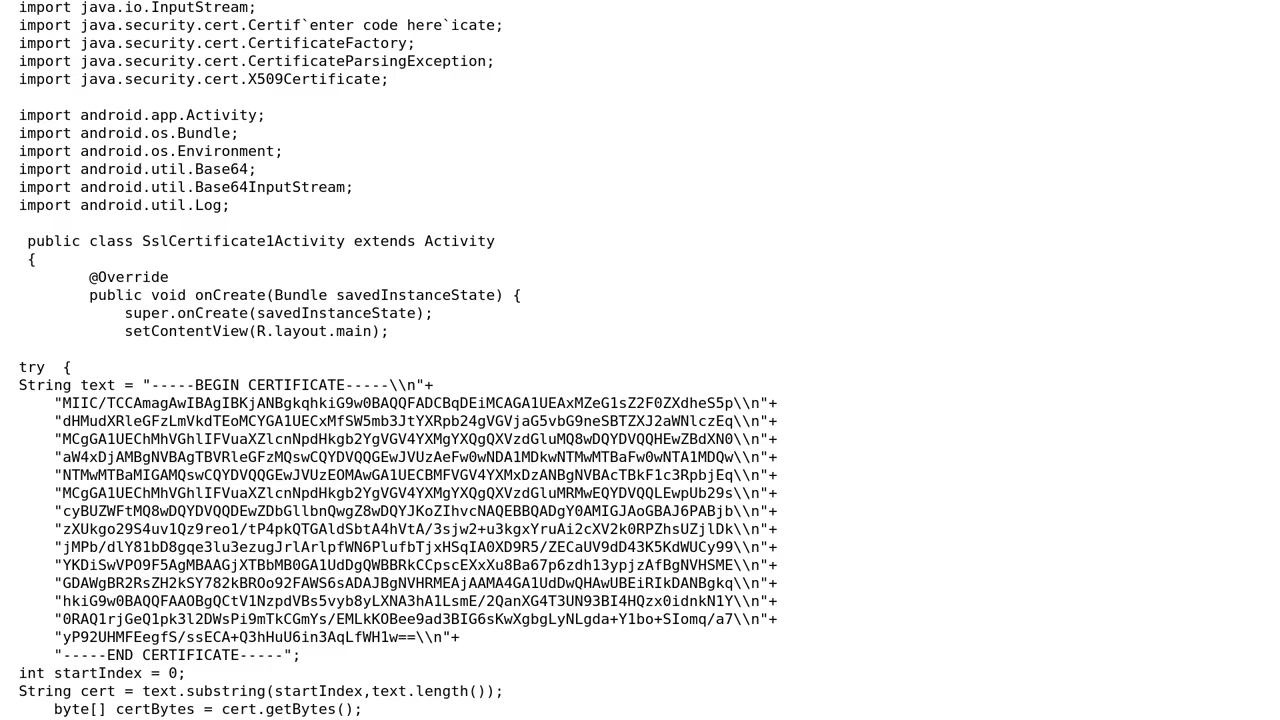 import java.io.InputStream;
import java.security.cert.Certif`enter code here`icate;
import java.security.cert.CertificateFactory;
import java.security.cert.CertificateParsingException;
import java.security.cert.X509Certificate;

import android.app.Activity;
import android.os.Bundle;
import android.os.Environment;
import android.util.Base64;
import android.util.Base64InputStream;
import android.util.Log;

 public class SslCertificate1Activity extends Activity
 {
        @Override
        public void onCreate(Bundle savedInstanceState) {
            super.onCreate(savedInstanceState);
            setContentView(R.layout.main);

try  {
String text = "-----BEGIN CERTIFICATE-----\\n"+
    "MIIC/TCCAmagAwIBAgIBKjANBgkqhkiG9w0BAQQFADCBqDEiMCAGA1UEAxMZeG1sZ2F0ZXdheS5p\\n"+
    "dHMudXRleGFzLmVkdTEoMCYGA1UECxMfSW5mb3JtYXRpb24gVGVjaG5vbG9neSBTZXJ2aWNlczEq\\n"+
    "MCgGA1UEChMhVGhlIFVuaXZlcnNpdHkgb2YgVGV4YXMgYXQgQXVzdGluMQ8wDQYDVQQHEwZBdXN0\\n"+
    "aW4xDjAMBgNVBAgTBVRleGFzMQswCQYDVQQGEwJVUzAeFw0wNDA1MDkwNTMwMTBaFw0wNTA1MDQw\\n"+
    "NTMwMTBaMIGAMQswCQYDVQQGEwJVUzEOMAwGA1UECBMFVGV4YXMxDzANBgNVBAcTBkF1c3RpbjEq\\n"+
    "MCgGA1UEChMhVGhlIFVuaXZlcnNpdHkgb2YgVGV4YXMgYXQgQXVzdGluMRMwEQYDVQQLEwpUb29s\\n"+
    "cyBUZWFtMQ8wDQYDVQQDEwZDbGllbnQwgZ8wDQYJKoZIhvcNAQEBBQADgY0AMIGJAoGBAJ6PABjb\\n"+
    "zXUkgo29S4uv1Qz9reo1/tP4pkQTGAldSbtA4hVtA/3sjw2+u3kgxYruAi2cXV2k0RPZhsUZjlDk\\n"+
    "jMPb/dlY81bD8gqe3lu3ezugJrlArlpfWN6PlufbTjxHSqIA0XD9R5/ZECaUV9dD43K5KdWUCy99\\n"+
    "YKDiSwVPO9F5AgMBAAGjXTBbMB0GA1UdDgQWBBRkCCpscEXxXu8Ba67p6zdh13ypjzAfBgNVHSME\\n"+
    "GDAWgBR2RsZH2kSY782kBROo92FAWS6sADAJBgNVHRMEAjAAMA4GA1UdDwQHAwUBEiRIkDANBgkq\\n"+
    "hkiG9w0BAQQFAAOBgQCtV1NzpdVBs5vyb8yLXNA3hA1LsmE/2QanXG4T3UN93BI4HQzx0idnkN1Y\\n"+
    "0RAQ1rjGeQ1pk3l2DWsPi9mTkCGmYs/EMLkKOBee9ad3BIG6sKwXgbgLyNLgda+Y1bo+SIomq/a7\\n"+
    "yP92UHMFEegfS/ssECA+Q3hHuU6in3AqLfWH1w==\\n"+
    "-----END CERTIFICATE-----";
int startIndex = 0;
String cert = text.substring(startIndex,text.length());
    byte[] certBytes = cert.getBytes();